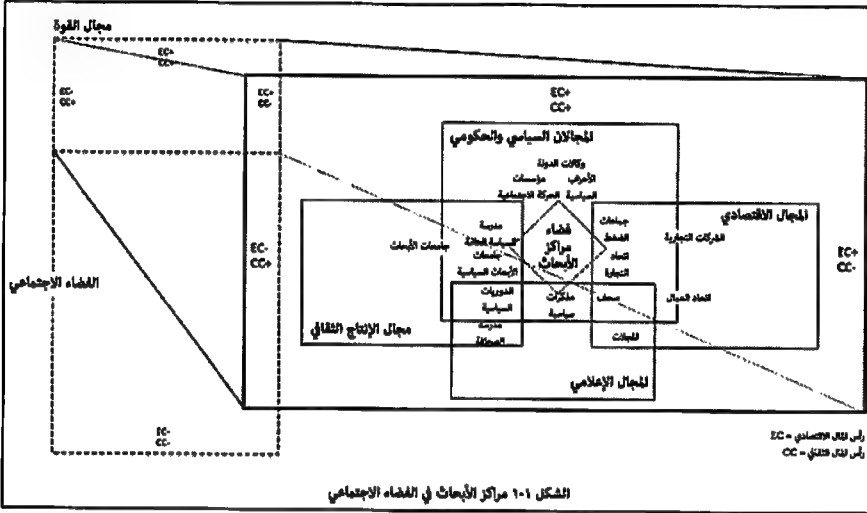 مجال القوة
EC+
CC+
EC-
CC+
EC+
CC-
EC+
CC+
المجالان السياسي والحكومي
وكالات الدولة
مؤسسات الأحزاب
الحركة الاجتماعية السياسية
المجال الاقتصادي
مدرسة
السياسة العامة
جامعات
الأبحاث السياسية
جامعات الأبحاث
فضاء
مراكز
الأبحاث
جماعات
الضغط
اتحاد
التجارة
الشركات التجارية
EC-
CC+
EC+
CC-
الفضاء الاجتماعي
الدوريات
السياسية
مذكرات
سياسية
صحف
اتحاد العمال
مجال الإنتاج الثقافي
مدرسة
الصحافة
المجلات
المجال الإعلامي
EC-
CC-
رأس المال الاقتصادي = EC
رأس المال الثقافي = CC
الشكل ١-١ مراكز الأبحاث في الفضاء الاجتماعي